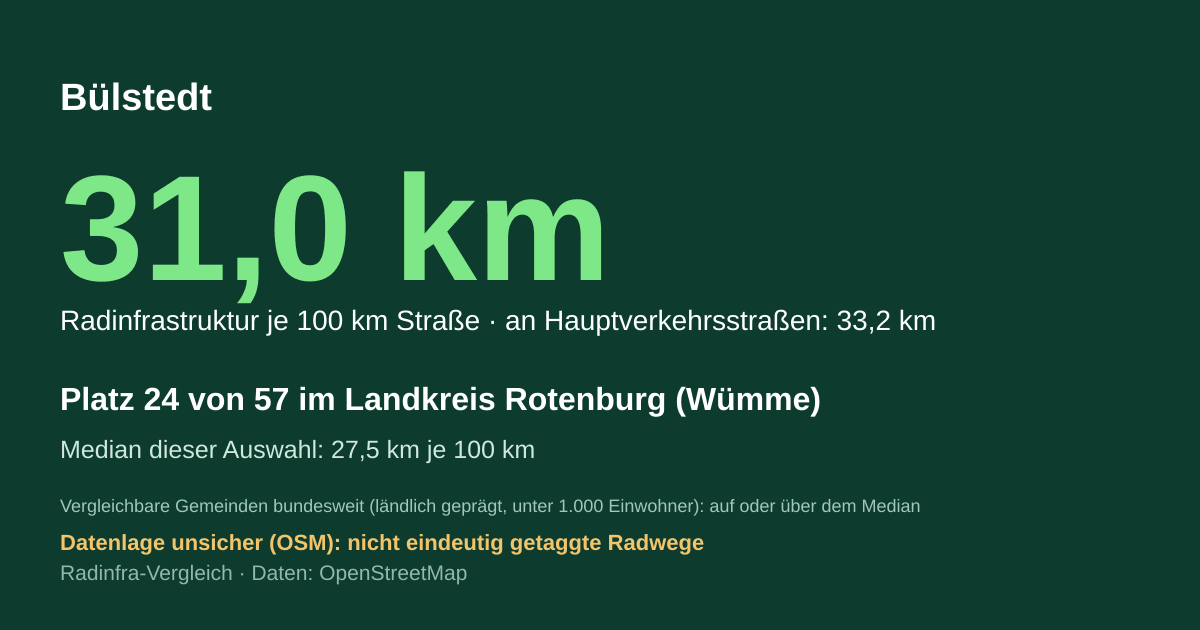 Bülstedt
31,0 km
Radinfrastruktur je 100 km Straße · an Hauptverkehrsstraßen: 33,2 km
Platz 24 von 57 im Landkreis Rotenburg (Wümme)
Median dieser Auswahl: 27,5 km je 100 km
Vergleichbare Gemeinden bundesweit (ländlich geprägt, unter 1.000 Einwohner): auf oder über dem Median
Datenlage unsicher (OSM): nicht eindeutig getaggte Radwege
Radinfra-Vergleich · Daten: OpenStreetMap